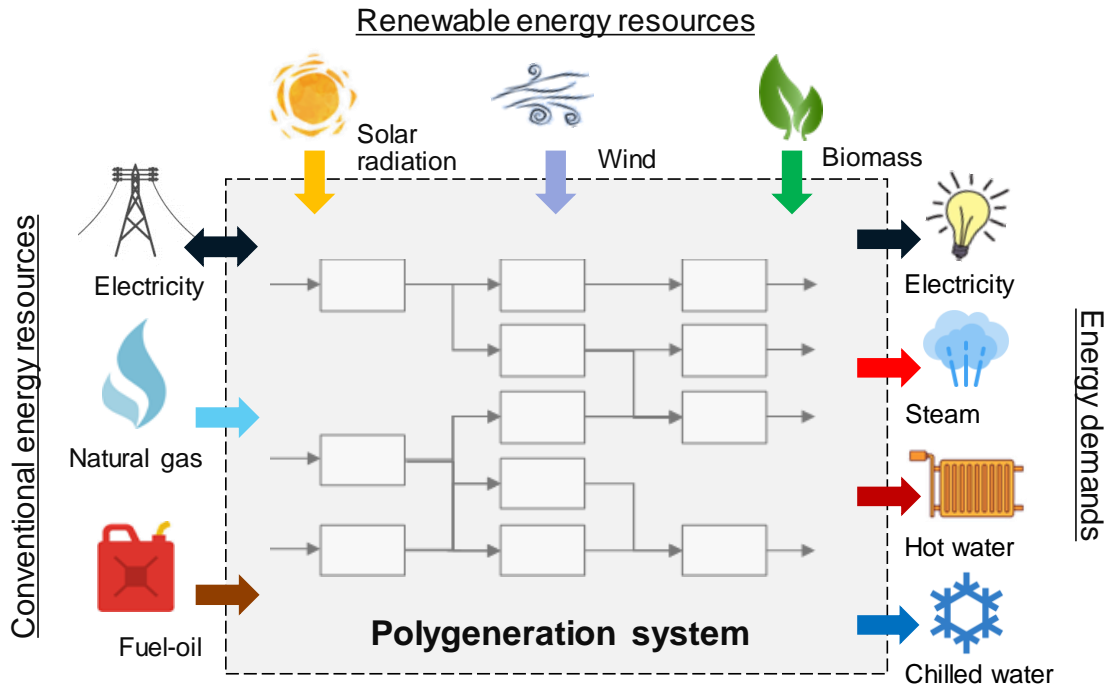 Renewable energy resources
Solar
radiation
Wind
Biomass
Conventional energy resources
Electricity
Natural gas
Fuel-oil
Polygeneration system
Electricity
Steam
Hot water
Chilled water
Energy demands